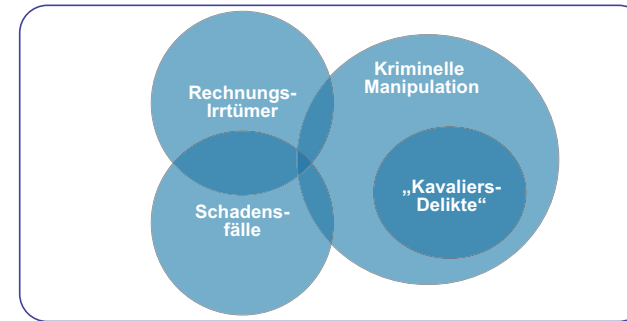 Rechnungs-
Irrtümer
Kriminelle
Manipulation
„Kavaliers-
Delikte“
Schadens-
fälle